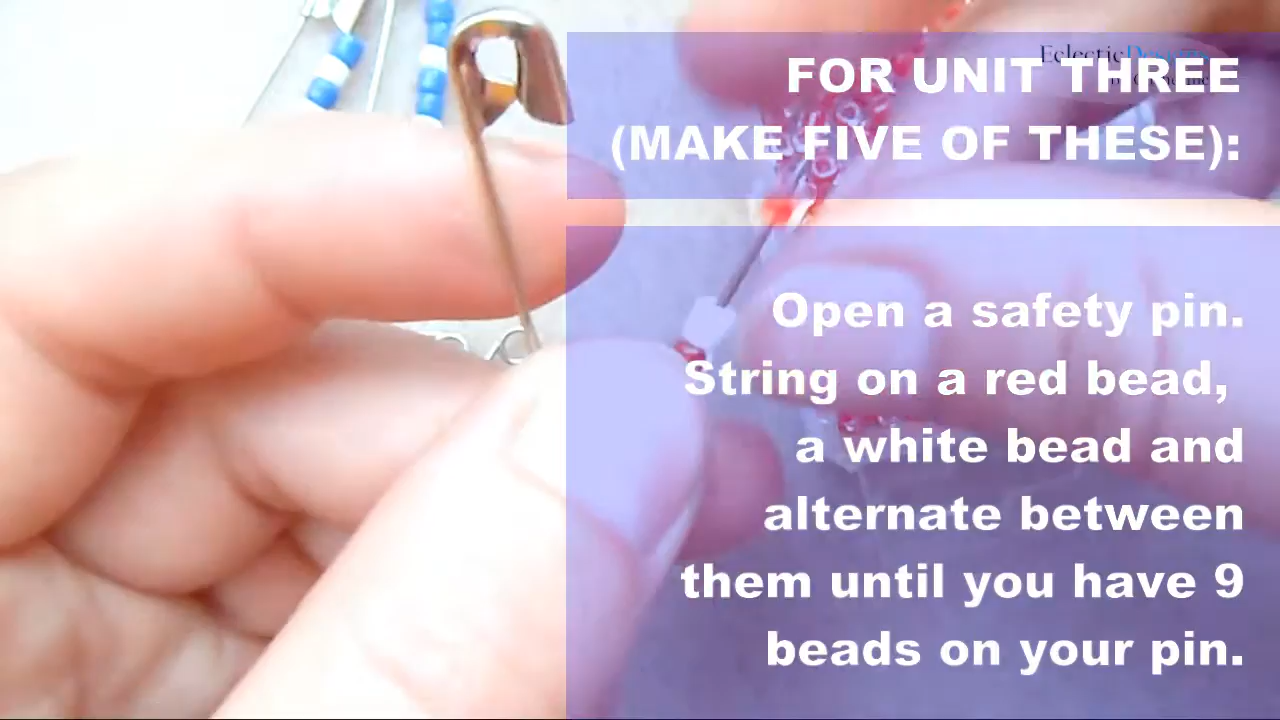 EclecticDesigns
FOR UNIT THREE
(MAKE FIVE OF THESE):
Open a safety pin.
String on a red bead,
a white bead and
alternate between
them until you have 9
beads on your pin.